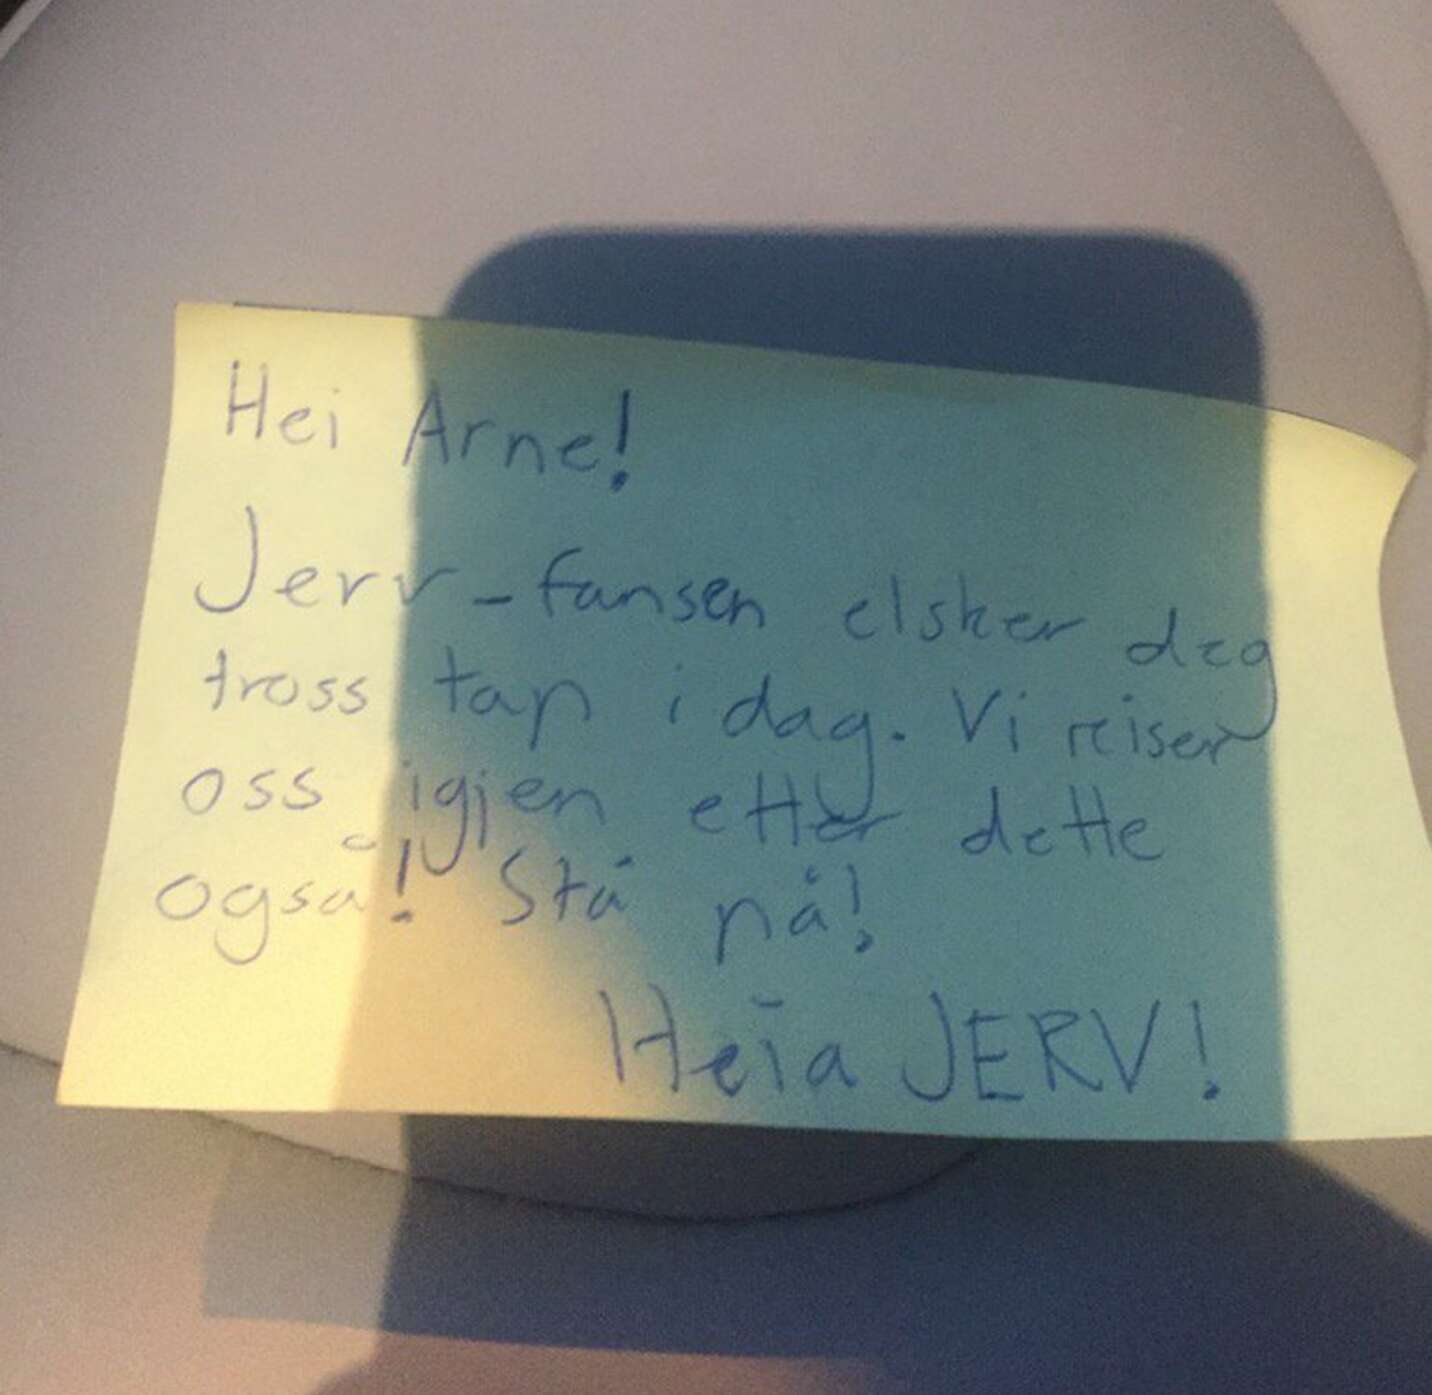 Hei Arne!
Jerv-fansen elsker deg
tross tap i dag. Vi reiser
oss igjen etter dette
også! Stå på!
Heia JERV!